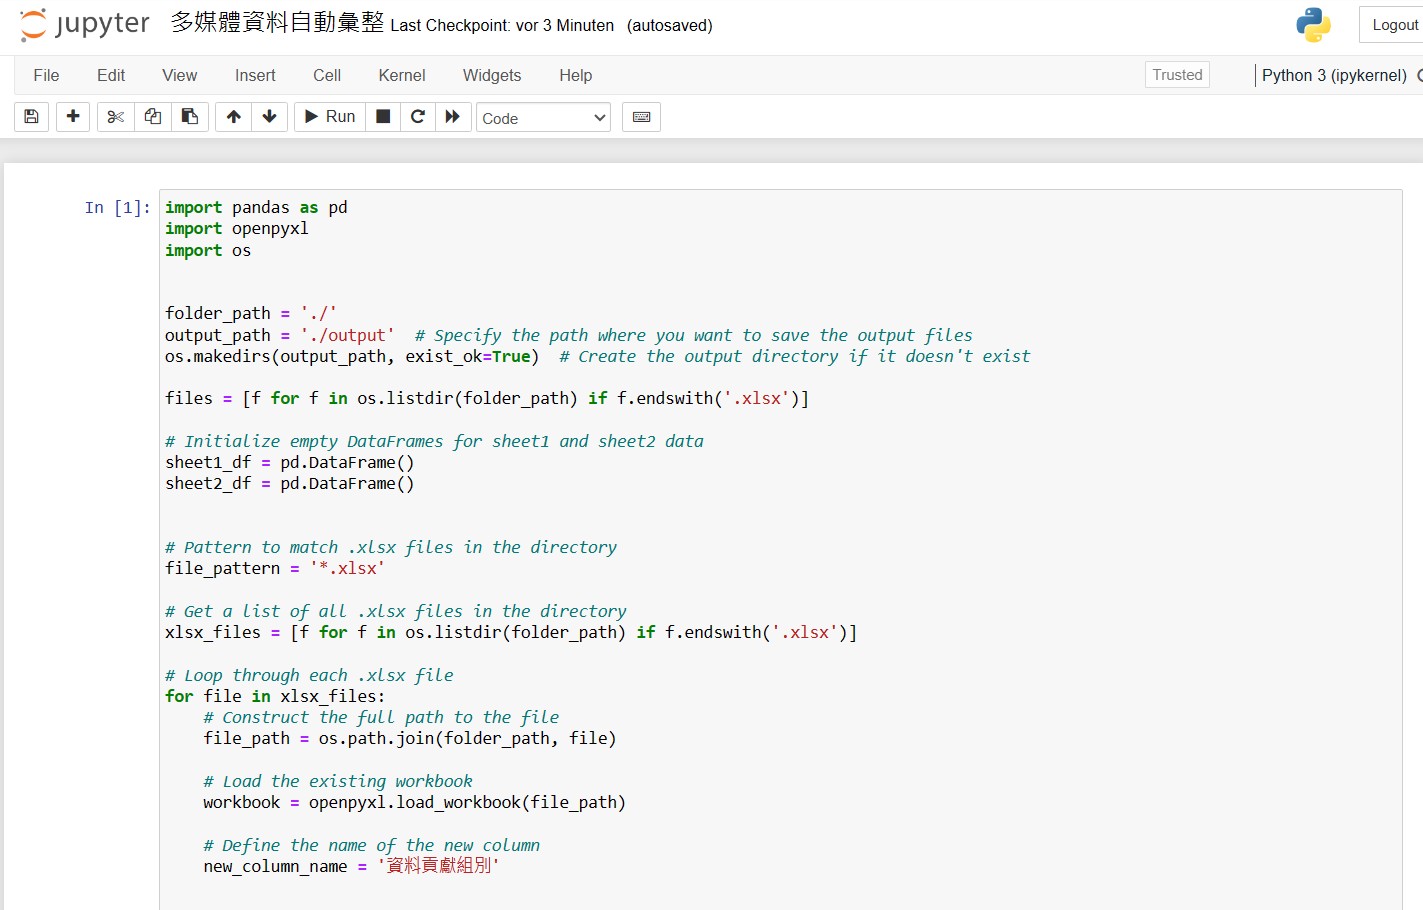 jupyter 多媒體資料自動彙整 Last Checkpoint: vor 3 Minuten (autosaved) Logout
File Edit View Insert Cell Kernel Widgets Help Trusted Python 3 (ipykernel)
Run Code
In [1]: import pandas as pd
import openpyxl
import os
folder_path = './'
output_path = './output'  # Specify the path where you want to save the output files
os.makedirs(output_path, exist_ok=True)  # Create the output directory if it doesn't exist
files = [f for f in os.listdir(folder_path) if f.endswith('.xlsx')]
# Initialize empty DataFrames for sheet1 and sheet2 data
sheet1_df = pd.DataFrame()
sheet2_df = pd.DataFrame()
# Pattern to match .xlsx files in the directory
file_pattern = '*.xlsx'
# Get a list of all .xlsx files in the directory
xlsx_files = [f for f in os.listdir(folder_path) if f.endswith('.xlsx')]
# Loop through each .xlsx file
for file in xlsx_files:
    # Construct the full path to the file
    file_path = os.path.join(folder_path, file)
    # Load the existing workbook
    workbook = openpyxl.load_workbook(file_path)
    # Define the name of the new column
    new_column_name = '資料貢獻組別'